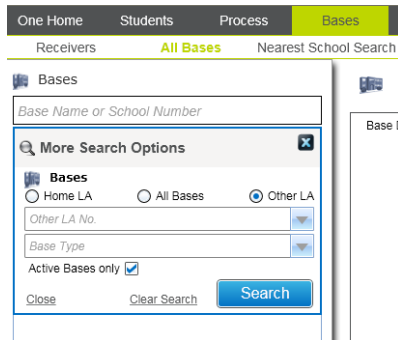 One Home Students Process Bases
Receivers All Bases Nearest School Search
Bases
Base Name or School Number
Base
More Search Options
Bases
Home LA All Bases Other LA
Other LA No.
Base Type
Active Bases only
Close Clear Search Search